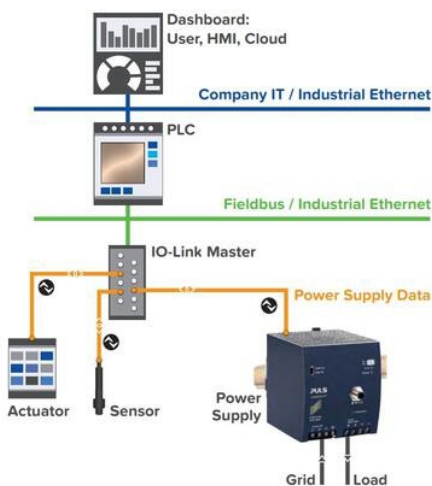 Dashboard:
User, HMI, Cloud
Company IT / Industrial Ethernet
PLC
Fieldbus / Industrial Ethernet
IO-Link Master
Power Supply Data
Actuator
Sensor
Power
Supply
PULS
Grid
Load